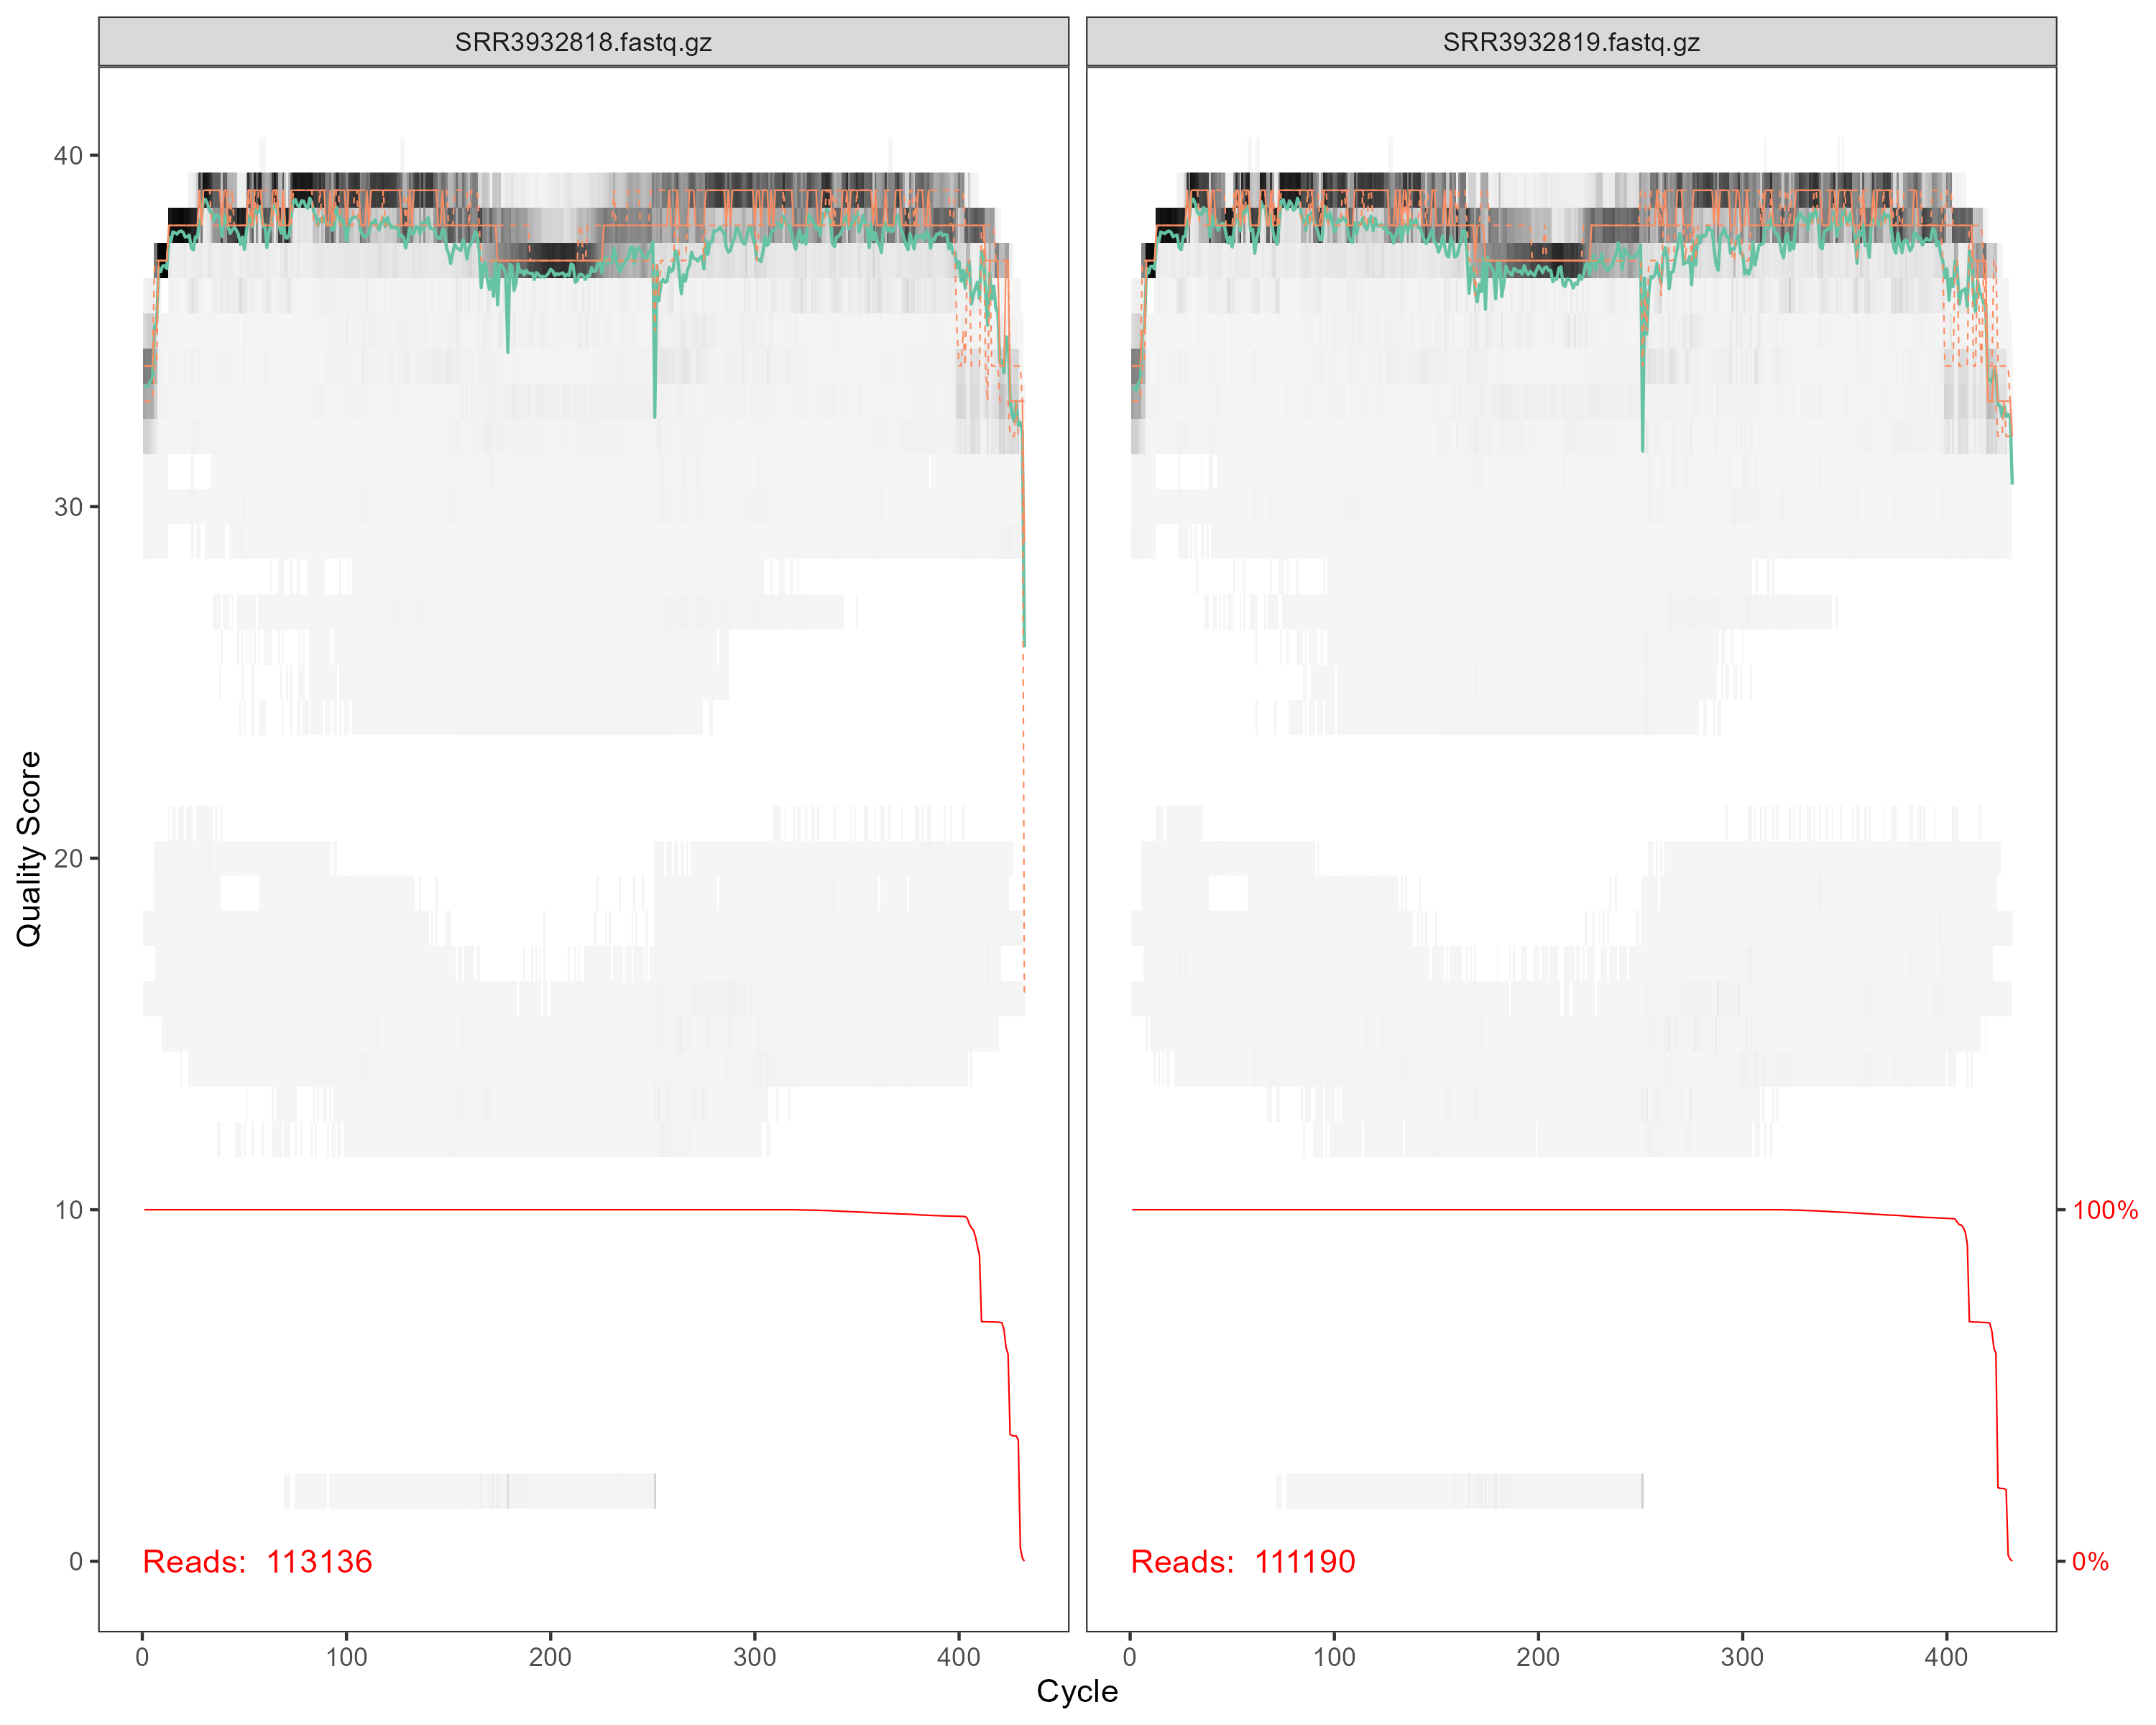 SRR3932818.fastq.gz
SRR3932819.fastq.gz
Quality Score
40
30
20
10
0
100%
0%
Reads: 113136
Reads: 111190
0 100 200 300 400
0 100 200 300 400
Cycle